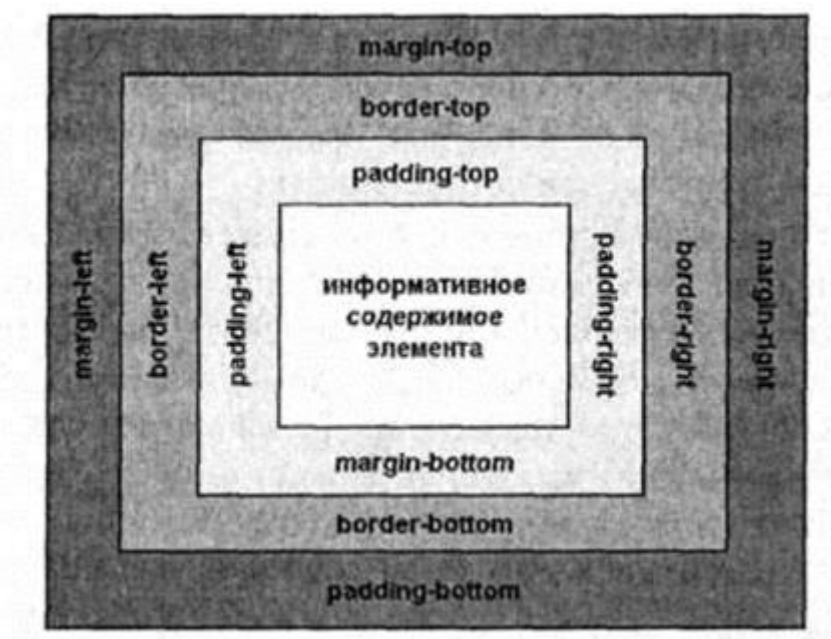 margin-top
border-top
padding-top
margin-left
border-left
padding-left
информативное
содержимое
элемента
padding-right
border-right
margin-right
margin-bottom
border-bottom
padding-bottom